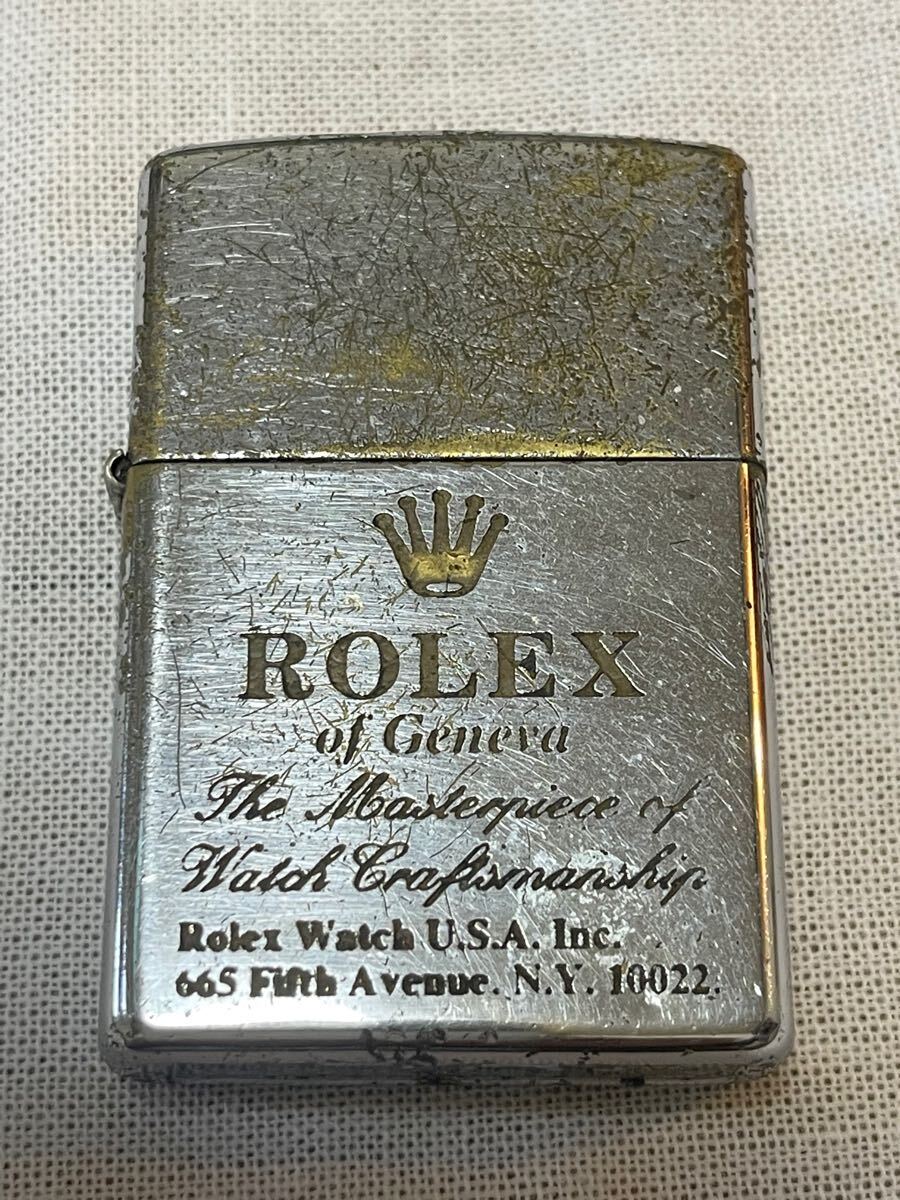 ROLEX
of Geneva
The Masterpiece of
Watch Craftsmanship
Rolex Watch U.S.A. Inc.
665 Fifth Avenue. N.Y. 10022.